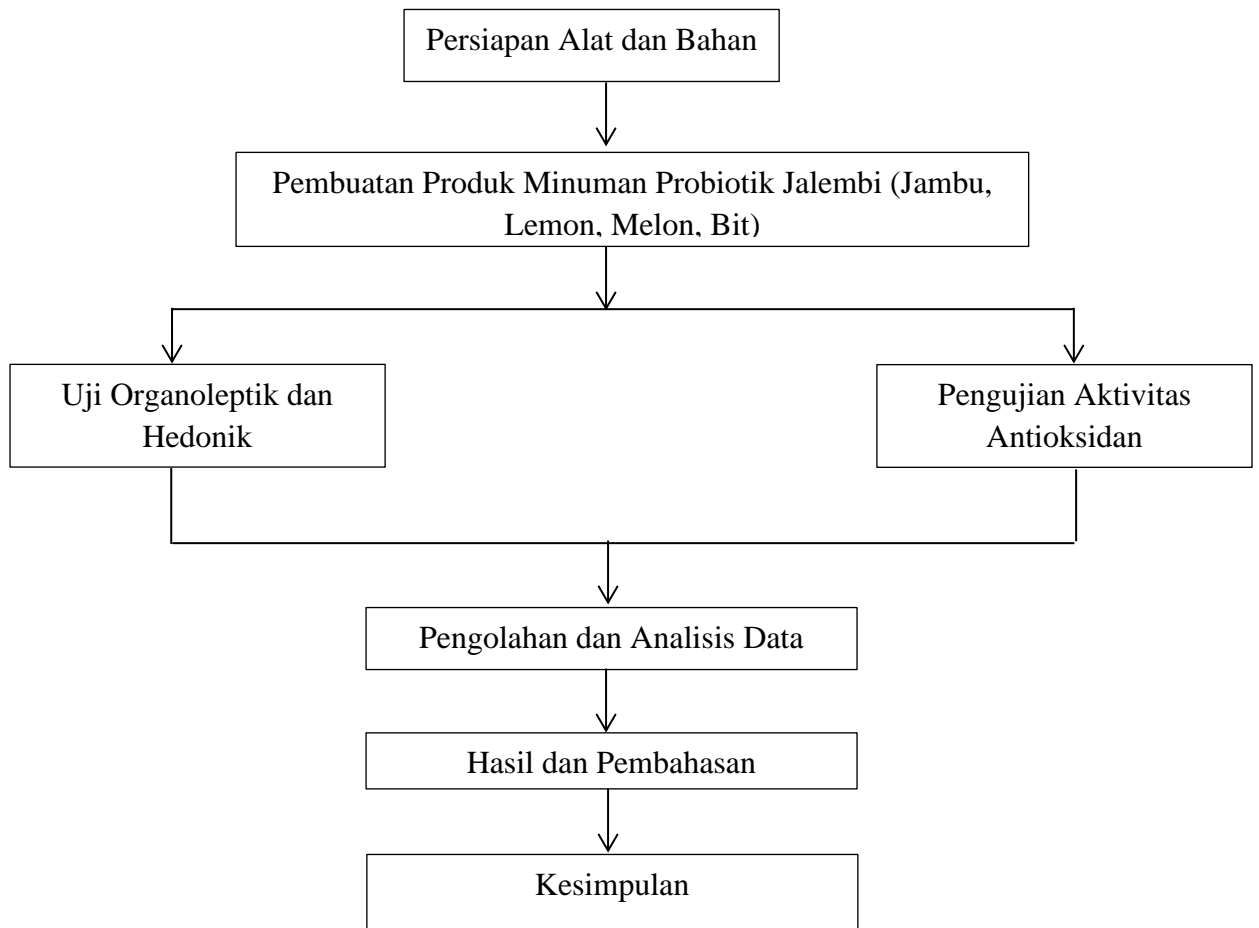 Persiapan Alat dan Bahan
Pembuatan Produk Minuman Probiotik Jalembi (Jambu,
Lemon, Melon, Bit)
Uji Organoleptik dan
Hedonik
Pengujian Aktivitas
Antioksidan
Pengolahan dan Analisis Data
Hasil dan Pembahasan
Kesimpulan